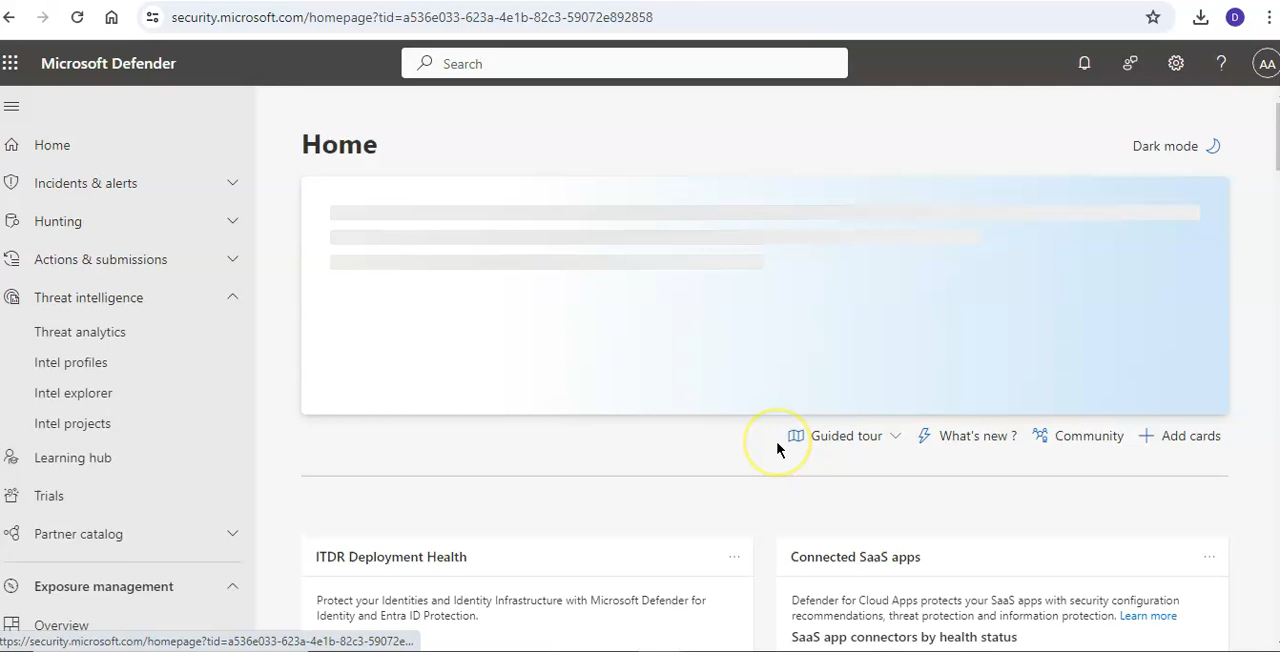 security.microsoft.com/homepage?tid=a536e033-623a-4e1b-82c3-59072e892858
D
Microsoft Defender
Search
AA
Home
Dark mode
Home
Incidents & alerts
Hunting
Actions & submissions
Threat intelligence
Threat analytics
Intel profiles
Intel explorer
Intel projects
Learning hub
Trials
Partner catalog
Exposure management
Overview
Guided tour
What's new ?
Community
Add cards
ITDR Deployment Health
Protect your Identities and Identity Infrastructure with Microsoft Defender for
Identity and Entra ID Protection.
Connected SaaS apps
Defender for Cloud Apps protects your SaaS apps with security configuration
recommendations, threat protection and information protection. Learn more
SaaS app connectors by health status
ttps://security.microsoft.com/homepage?tid=a536e033-623a-4e1b-82c3-59072e...